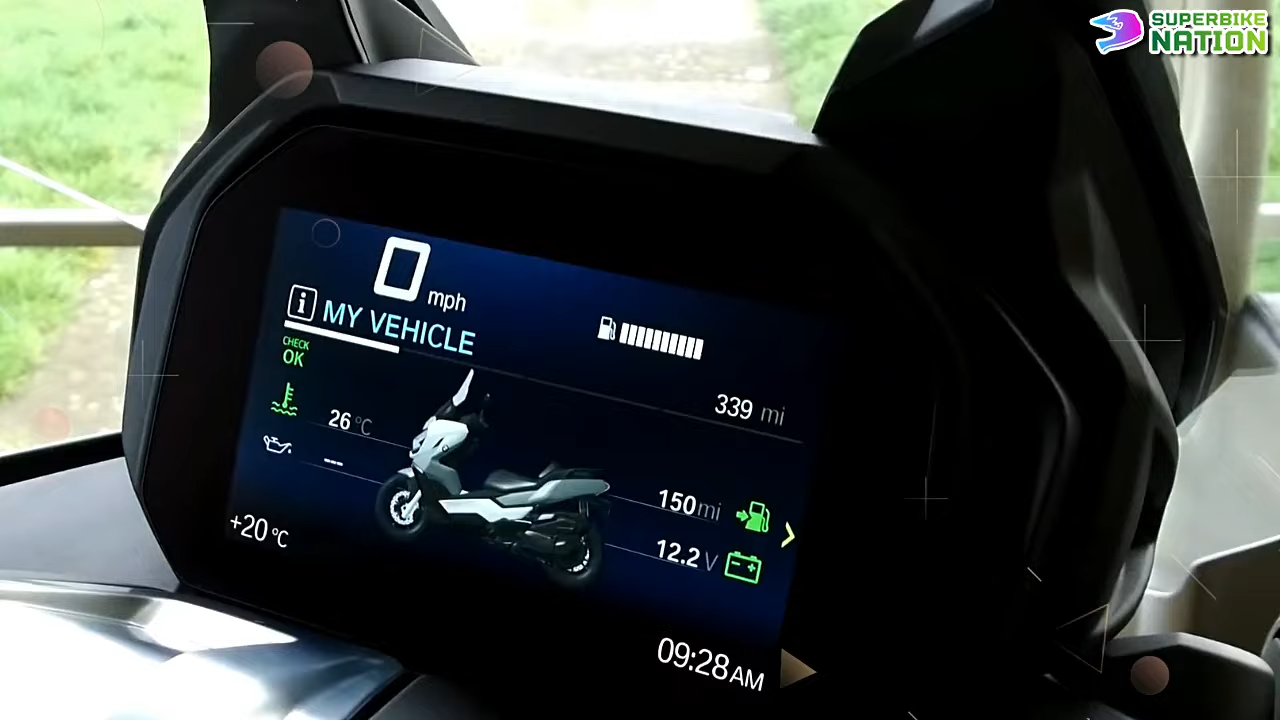 SUPERBIKE
NATION
0 mph
i MY VEHICLE
CHECK
OK
339 mi
26 °C
---
150 mi
12.2 V
+20 °C
09:28 AM